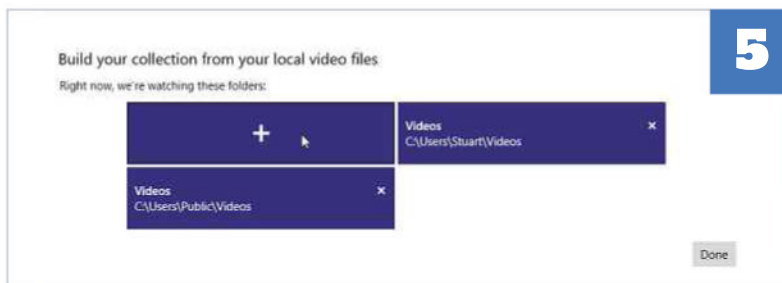 5
Build your collection from your local video files
Right now, we're watching these folders:
+
Videos
C:\Users\Stuart\Videos
Videos
C:\Users\Public\Videos
Done